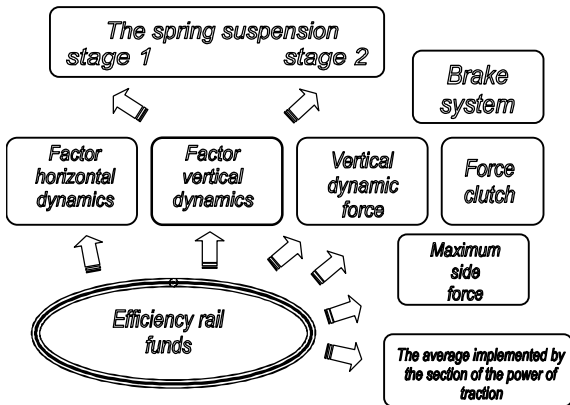 The spring suspension
stage 1 stage 2
Brake
system
Factor
horizontal
dynamics
Factor
vertical
dynamics
Vertical
dynamic
force
Force
clutch
Maximum
side
force
Efficiency rail
funds
The average implemented by
the section of the power of
traction